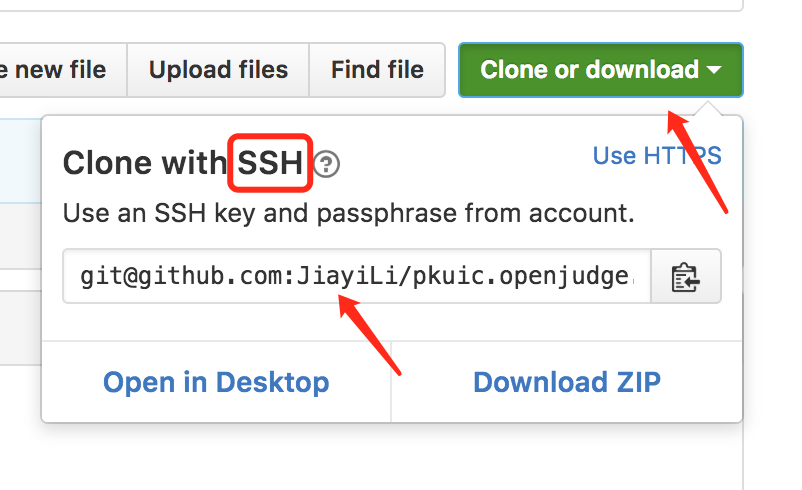 e new file
Upload files
Find file
Clone or download
Clone with SSH ?
Use HTTPS
Use an SSH key and passphrase from account.
git@github.com:JiayiLi/pkuic.openjudge.
Open in Desktop
Download ZIP